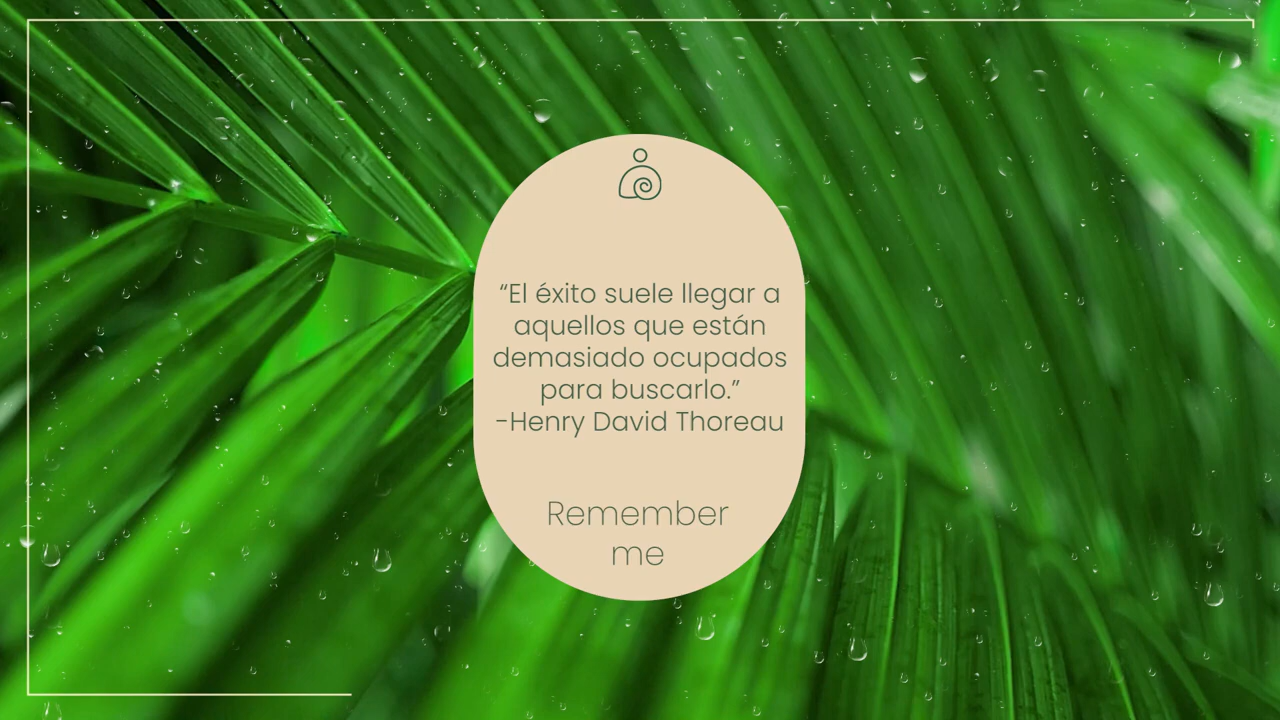 “El éxito suele llegar a
aquellos que están
demasiado ocupados
para buscarlo.”
-Henry David Thoreau
Remember
me